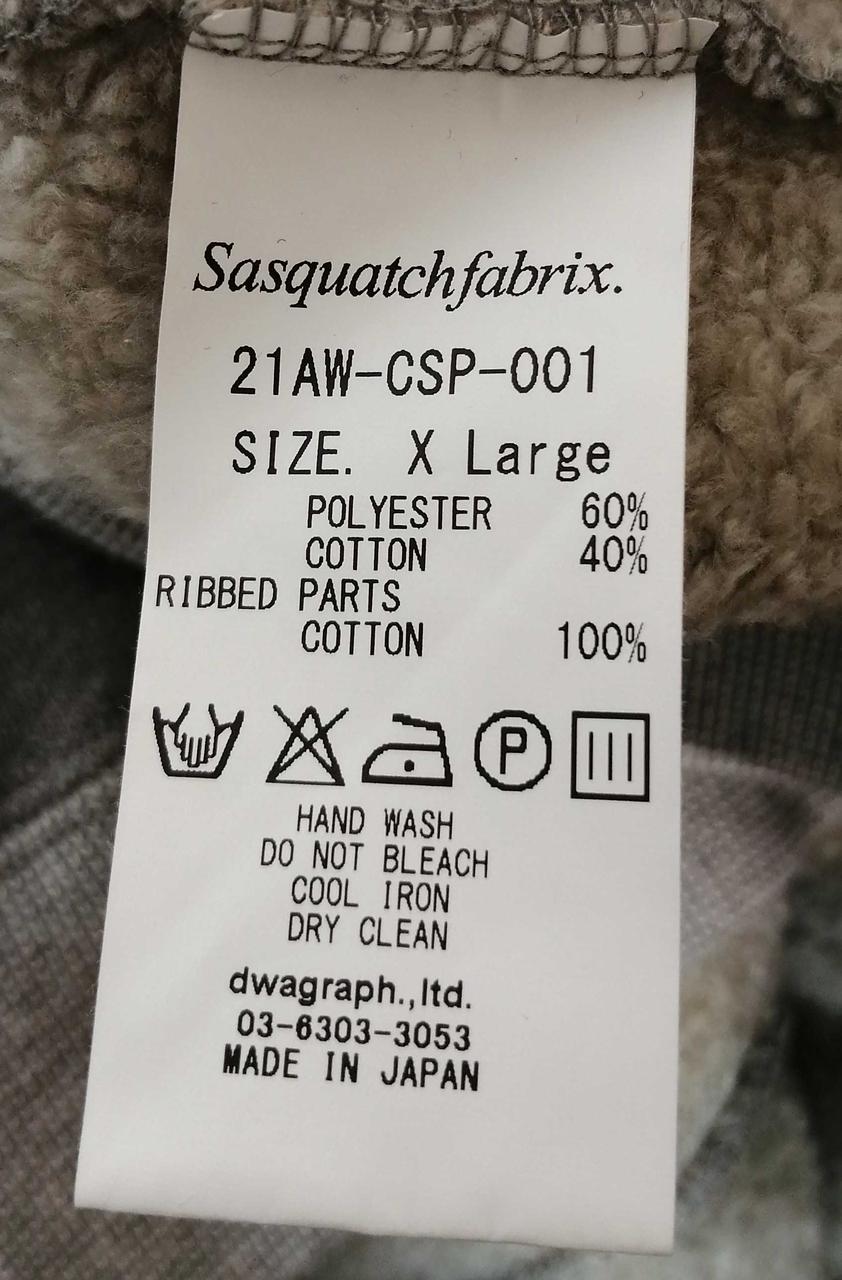 Sasquatchfabrix.
21AW-CSP-001
SIZE. X Large
POLYESTER 60%
COTTON 40%
RIBBED PARTS
COTTON 100%
P
HAND WASH
DO NOT BLEACH
COOL IRON
DRY CLEAN
dwagraph.,ltd.
03-6303-3053
MADE IN JAPAN